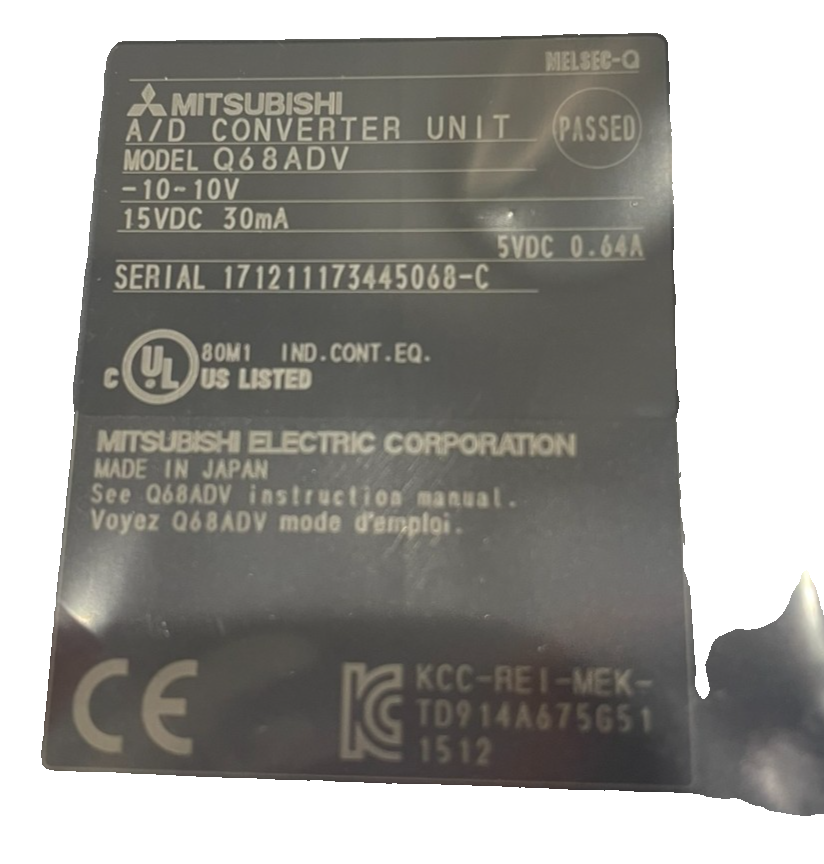 MELSEC-Q
MITSUBISHI
A/D CONVERTER UNIT PASSED
MODEL Q68ADV
-10~10V
15VDC 30mA
5VDC 0.64A
SERIAL 171211173445068-C
80M1 IND.CONT.EQ.
C UL US LISTED
MITSUBISHI ELECTRIC CORPORATION
MADE IN JAPAN
See Q68ADV instruction manual.
Voyez Q68ADV mode d'emploi.
CE
KCC-REI-MEK-
TD914A675G51
1512